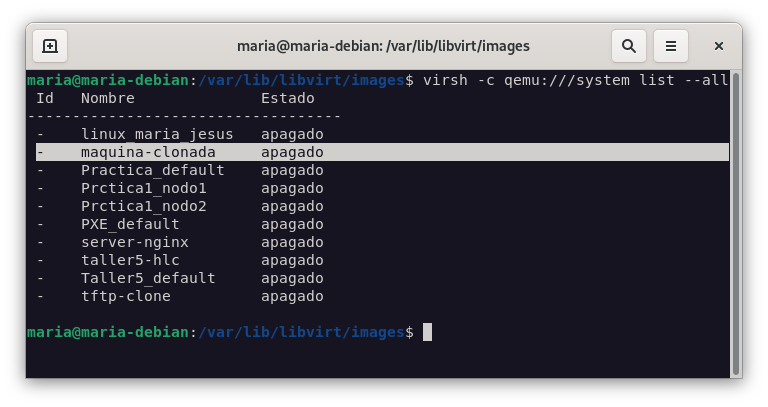 maria@maria-debian: /var/lib/libvirt/images
maria@maria-debian:/var/lib/libvirt/images$ virsh -c qemu:///system list --all
Id   Nombre              Estado
-----------------------------------
-    linux_maria_jesus   apagado
-    maquina-clonada     apagado
-    Practica_default    apagado
-    Prctica1_nodo1      apagado
-    Prctica1_nodo2      apagado
-    PXE_default         apagado
-    server-nginx        apagado
-    taller5-hlc         apagado
-    Taller5_default     apagado
-    tftp-clone          apagado
maria@maria-debian:/var/lib/libvirt/images$